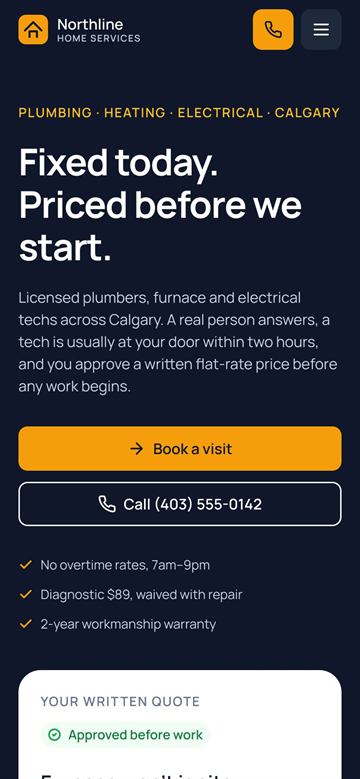 Northline
HOME SERVICES
PLUMBING · HEATING · ELECTRICAL · CALGARY
Fixed today.
Priced before we
start.
Licensed plumbers, furnace and electrical
techs across Calgary. A real person answers, a
tech is usually at your door within two hours,
and you approve a written flat-rate price before
any work begins.
Book a visit
Call (403) 555-0142
No overtime rates, 7am–9pm
Diagnostic $89, waived with repair
2-year workmanship warranty
YOUR WRITTEN QUOTE
Approved before work